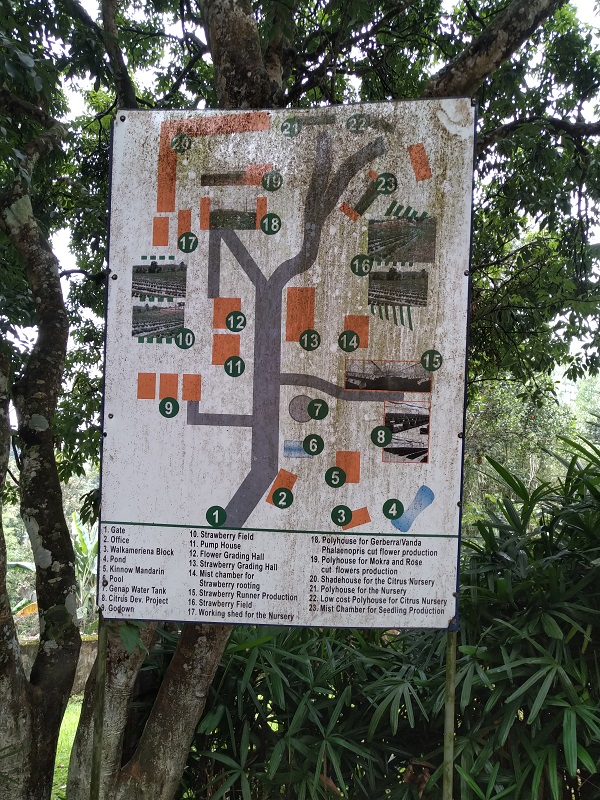 20
21
22
19
23
18
17
16
10
12
13
14
11
15
9
7
8
6
5
2
4
1
3
1. Gate
2. Office
3. Walkameriena Block
4. Pond
5. Kinnow Mandarin
6. Pool
7. Genap Water Tank
8. Citrus Dev. Project
9. Godown
10. Strawberry Field
11. Pump House
12. Flower Grading Hall
13. Strawberry Grading Hall
14. Mist chamber for
Strawberry rooting
15. Strawberry Runner Production
16. Strawberry Field
17. Working shed for the Nursery
18. Polyhouse for Gerberra/Vanda
Phalaenopris cut flower production
19. Polyhouse for Mokra and Rose
cut flowers production
20. Shadehouse for the Citrus Nursery
21. Polyhouse for the Nursery
22. Low cost Polyhouse for Citrus Nursery
23. Mist Chamber for Seedling Production